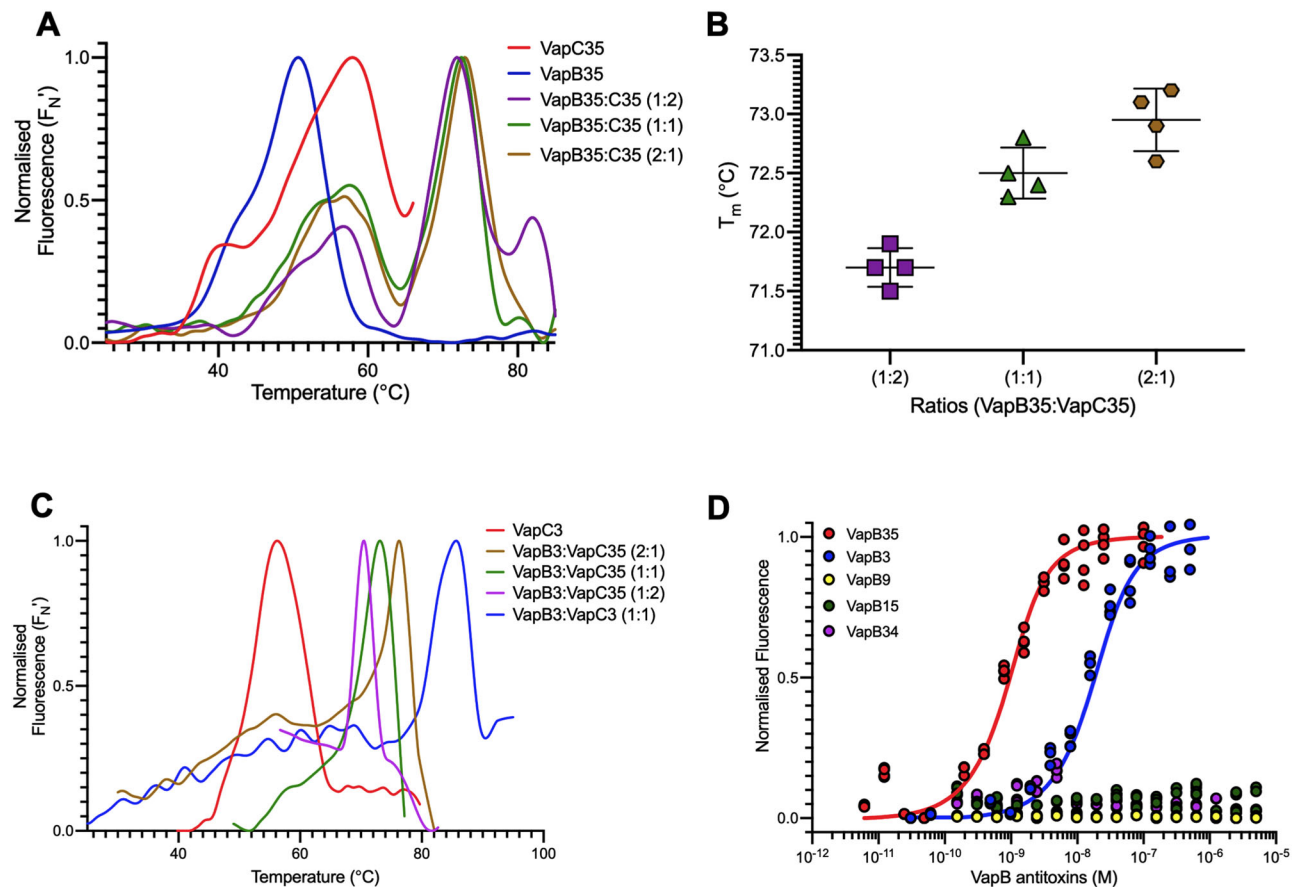 A
1.0
0.5
0.0
40
60
80
Normalised
Fluorescence (FN')
Temperature (°C)
VapC35
VapB35
VapB35:C35 (1:2)
VapB35:C35 (1:1)
VapB35:C35 (2:1)
B
73.5
73.0
72.5
72.0
71.5
71.0
Tm (°C)
(1:2)
(1:1)
(2:1)
Ratios (VapB35:VapC35)
C
1.0
0.5
1.0
40
60
80
100
Normalised
Fluorescence (FN')
Temperature (°C)
VapC3
VapB3:VapC35 (2:1)
VapB3:VapC35 (1:1)
VapB3:VapC35 (1:2)
VapB3:VapC3 (1:1)
D
VapB35
VapB3
VapB9
VapB15
VapB34
1.0
0.5
0.0
Normalised Fluorescence
10-12
10-11
10-10
10-9
10-8
10-7
10-6
10-5
VapB antitoxins (M)